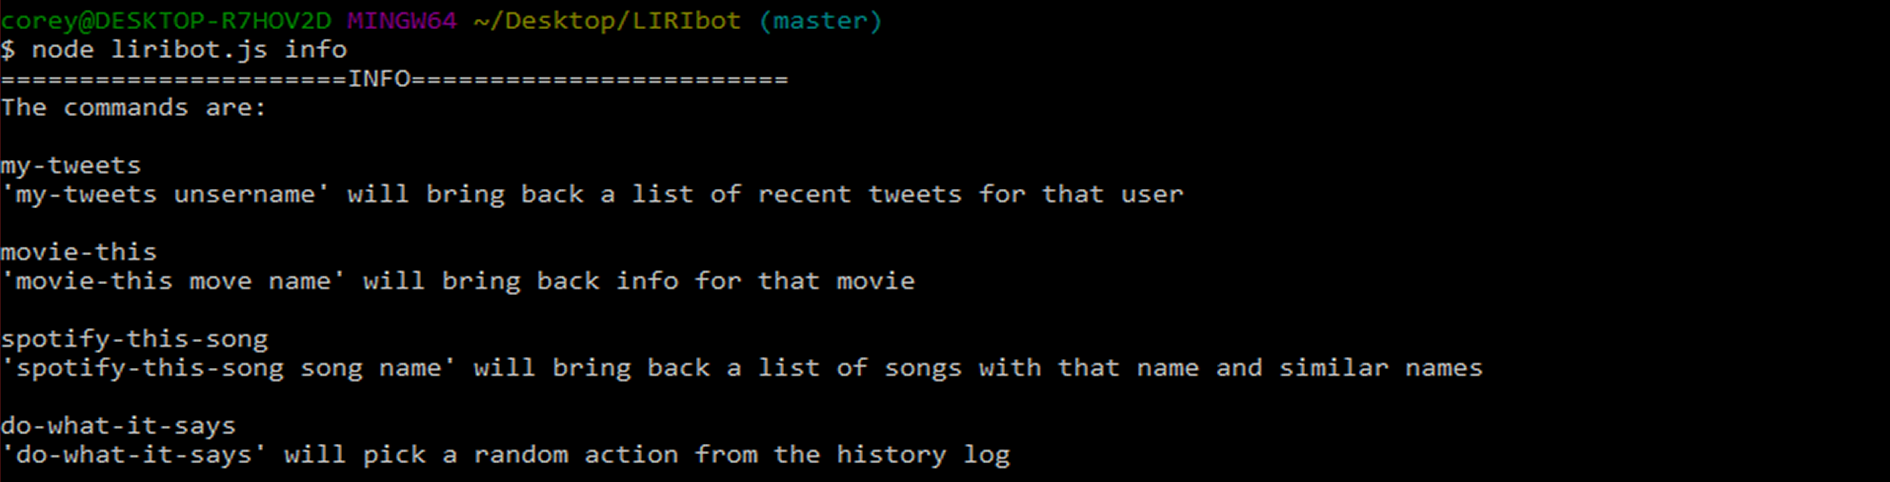 corey@DESKTOP-R7HOV2D MINGW64 ~/Desktop/LIRIbot (master)
$ node liribot.js info
======================INFO========================
The commands are:
my-tweets
'my-tweets unsername' will bring back a list of recent tweets for that user
movie-this
'movie-this move name' will bring back info for that movie
spotify-this-song
'spotify-this-song song name' will bring back a list of songs with that name and similar names
do-what-it-says
'do-what-it-says' will pick a random action from the history log